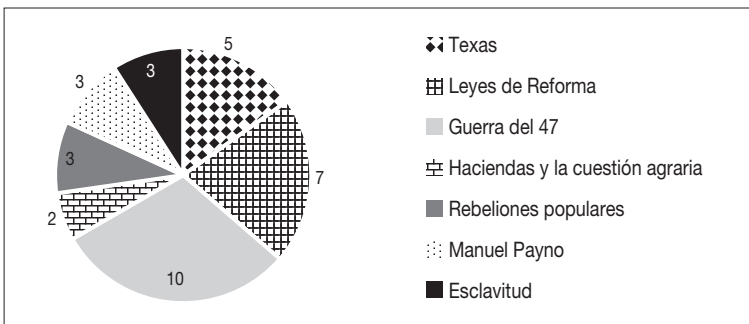 5
7
10
2
3
3
3
Texas
Leyes de Reforma
Guerra del 47
Haciendas y la cuestión agraria
Rebeliones populares
Manuel Payno
Esclavitud